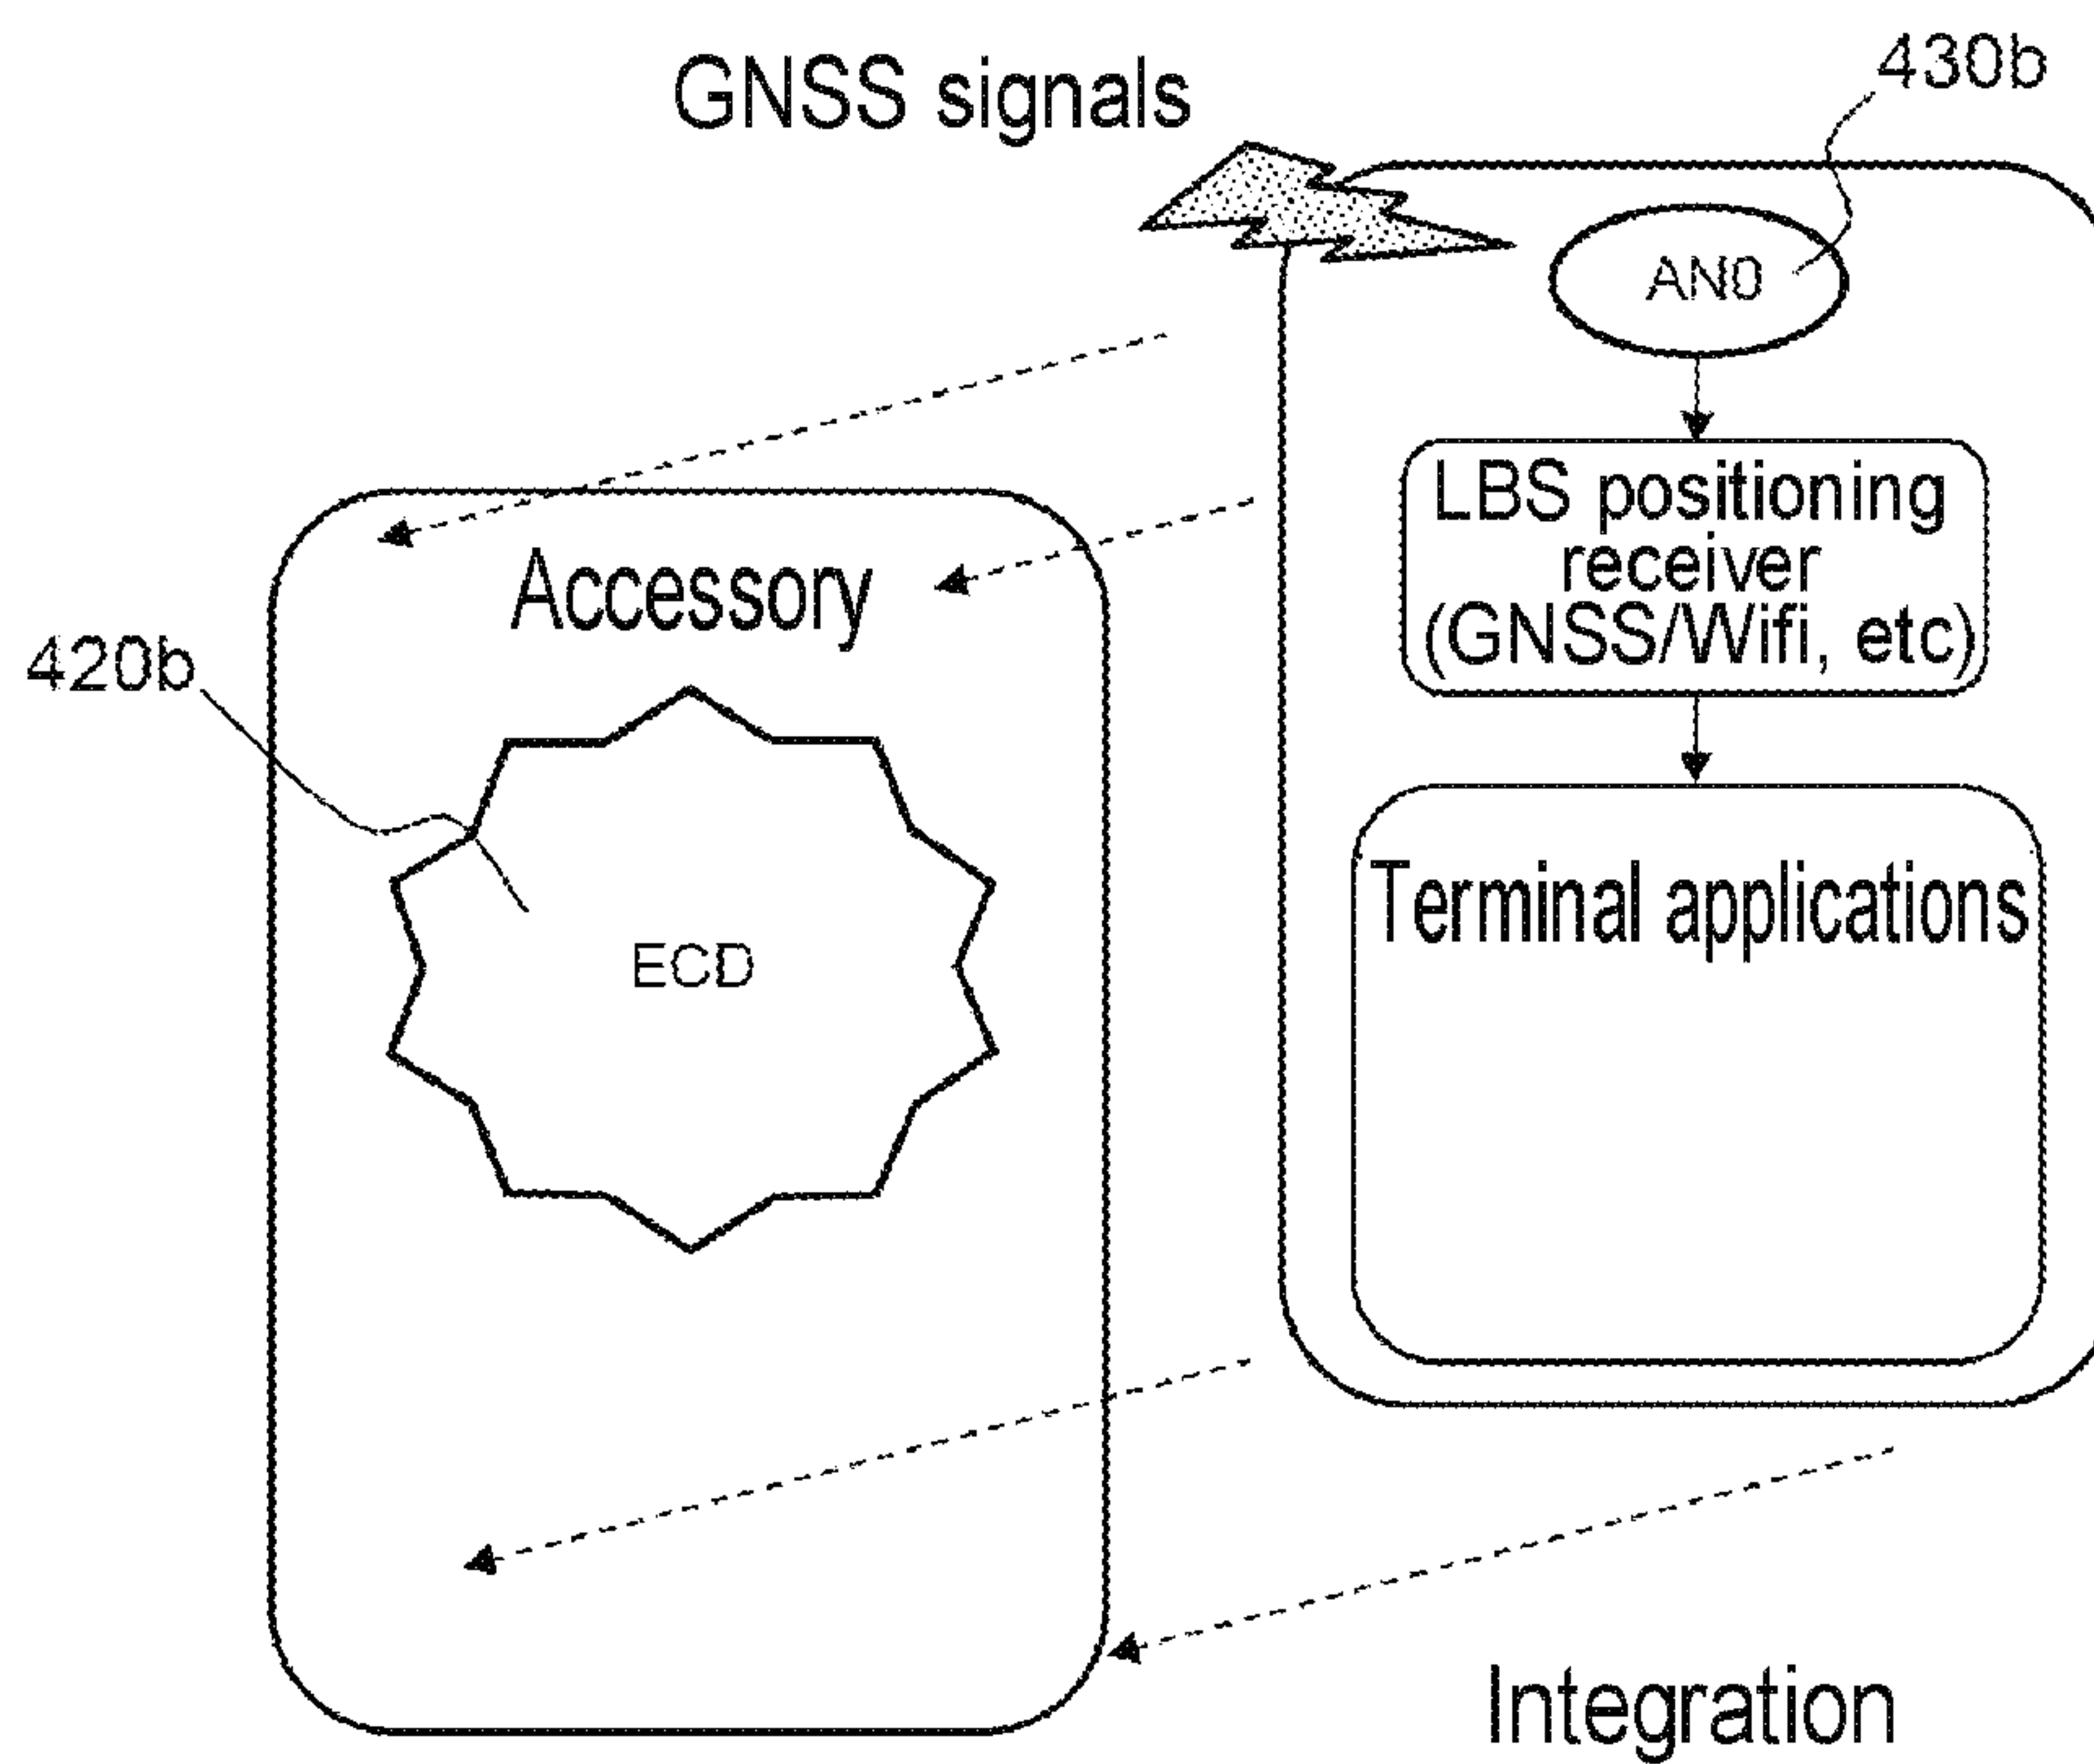 430b
GNSS signals
AN0
LBS positioning
receiver
(GNSS/Wifi, etc)
Accessory
420b
Terminal applications
ECD
Integration